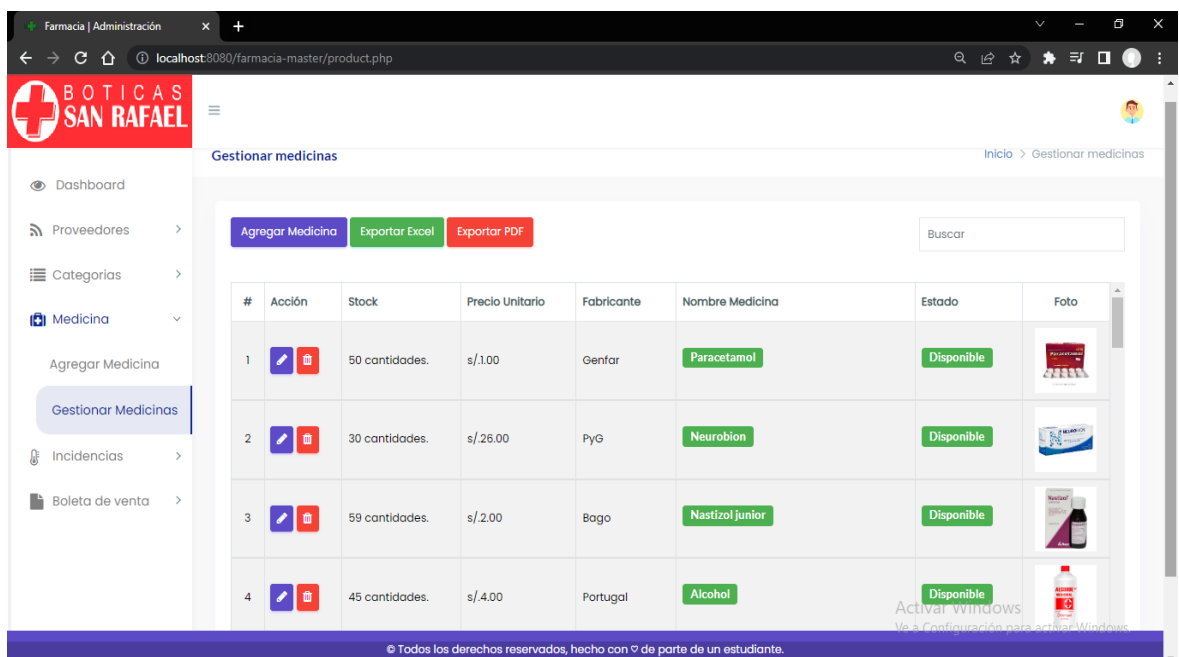 Farmacia | Administración
localhost:8080/farmacia-master/product.php
BOTICAS
SAN RAFAEL
Gestionar medicinas
Inicio > Gestionar medicinas
Dashboard
Proveedores
Categorias
Medicina
Agregar Medicina
Gestionar Medicinas
Incidencias
Boleta de venta
Agregar Medicina Exportar Excel Exportar PDF
Buscar
# Acción Stock Precio Unitario Fabricante Nombre Medicina Estado Foto
1 50 cantidades. s/.1.00 Genfar Paracetamol Disponible
Paracetamol
2 30 cantidades. s/.26.00 PyG Neurobion Disponible
3 59 cantidades. s/.2.00 Bago Nastizol junior Disponible
Nastizol
4 45 cantidades. s/.4.00 Portugal Alcohol Disponible
Activar Windows
Ve a Configuración para activar Windows.
© Todos los derechos reservados, hecho con ♡ de parte de un estudiante.